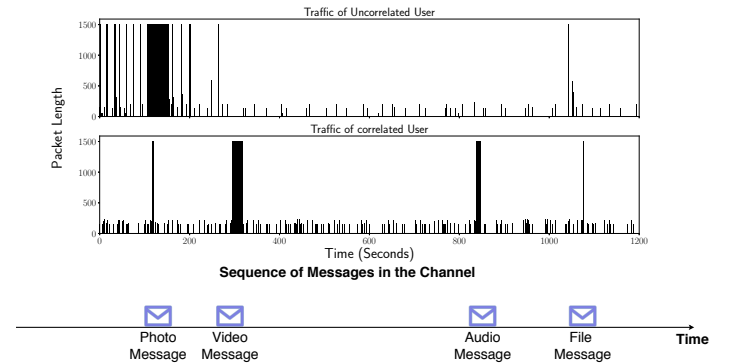 Traffic of Uncorrelated User
1500
1000
500
0
Packet Length
Traffic of correlated User
1500
1000
500
0
0 200 400 600 800 1000 1200
Time (Seconds)
Sequence of Messages in the Channel
Photo Message
Video Message
Audio Message
File Message
Time